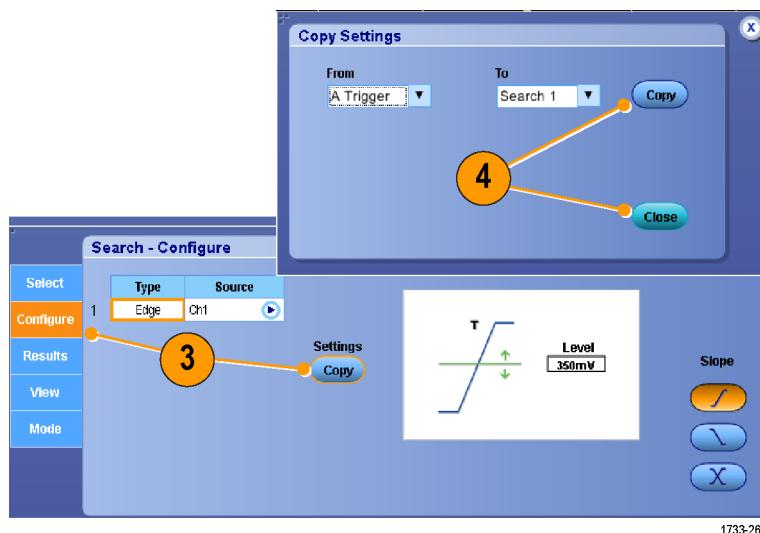 Copy Settings
X
From
To
A Trigger
Search 1
Copy
4
Close
Search - Configure
Select
Configure
Results
View
Mode
Type
Source
1
Edge
Ch1
3
Settings
Copy
T
Level
350mV
Slope
1733-26